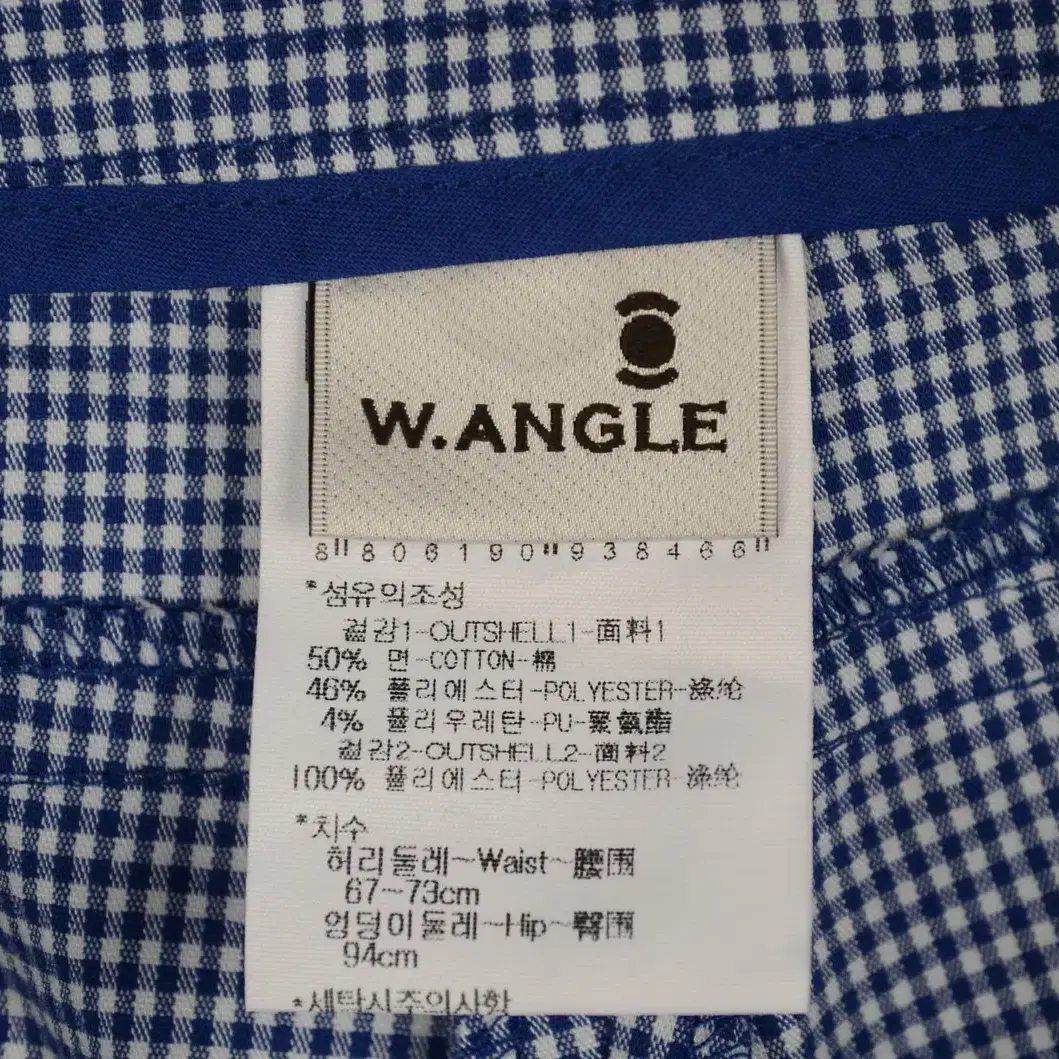 W.ANGLE
8"806190"938466"
*섬유의조성
겉감1-OUTSHELL1-面料1
50% 면-COTTON-棉
46% 폴리에스터-POLYESTER-涤纶
4% 폴리우레탄-PU-聚氨酯
겉감2-OUTSHELL2-面料2
100% 폴리에스터-POLYESTER-涤纶
*치수
허리둘레~Waist~腰围
67~73cm
엉덩이둘레~Hip~臀围
94cm
*세탁시주의사항